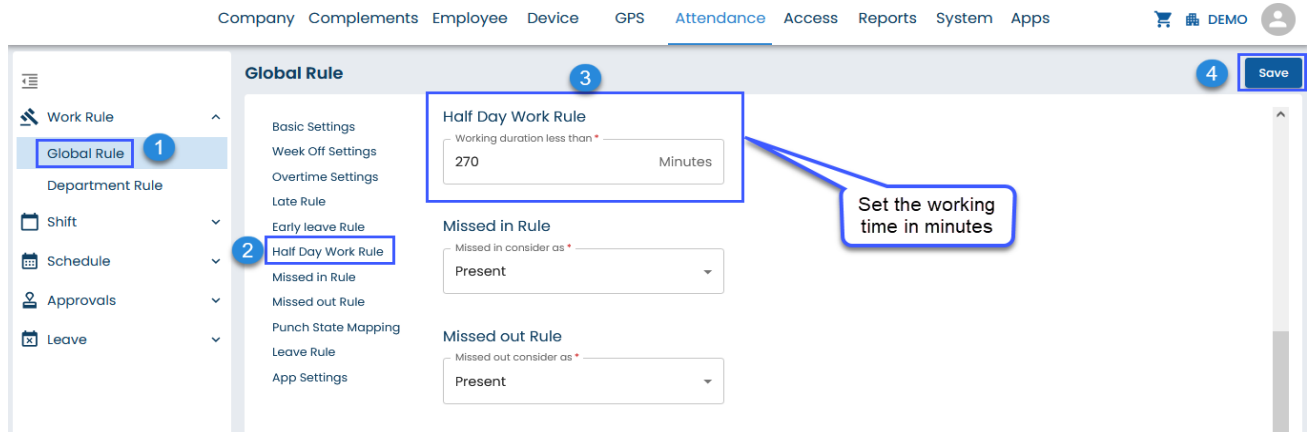 Company Complements Employee Device GPS Attendance Access Reports System Apps DEMO
Global Rule
3
4
Save
Work Rule
Global Rule
1
Department Rule
Shift
Schedule
Approvals
Leave
Basic Settings
Week Off Settings
Overtime Settings
Late Rule
Early leave Rule
2
Half Day Work Rule
Missed in Rule
Missed out Rule
Punch State Mapping
Leave Rule
App Settings
Half Day Work Rule
Working duration less than *
270 Minutes
Set the working
time in minutes
Missed in Rule
Missed in consider as *
Present
Missed out Rule
Missed out consider as *
Present